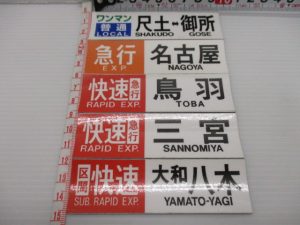 ワンマン 普通 LOCAL 尺土-御所 SHAKUDO GOSE
急行 EXP. 名古屋 NAGOYA
快速急行 RAPID EXP. 鳥羽 TOBA
快速急行 RAPID EXP. 三宮 SANNOMIYA
区間快速 SUB. RAPID EXP. 大和八木 YAMATO-YAGI